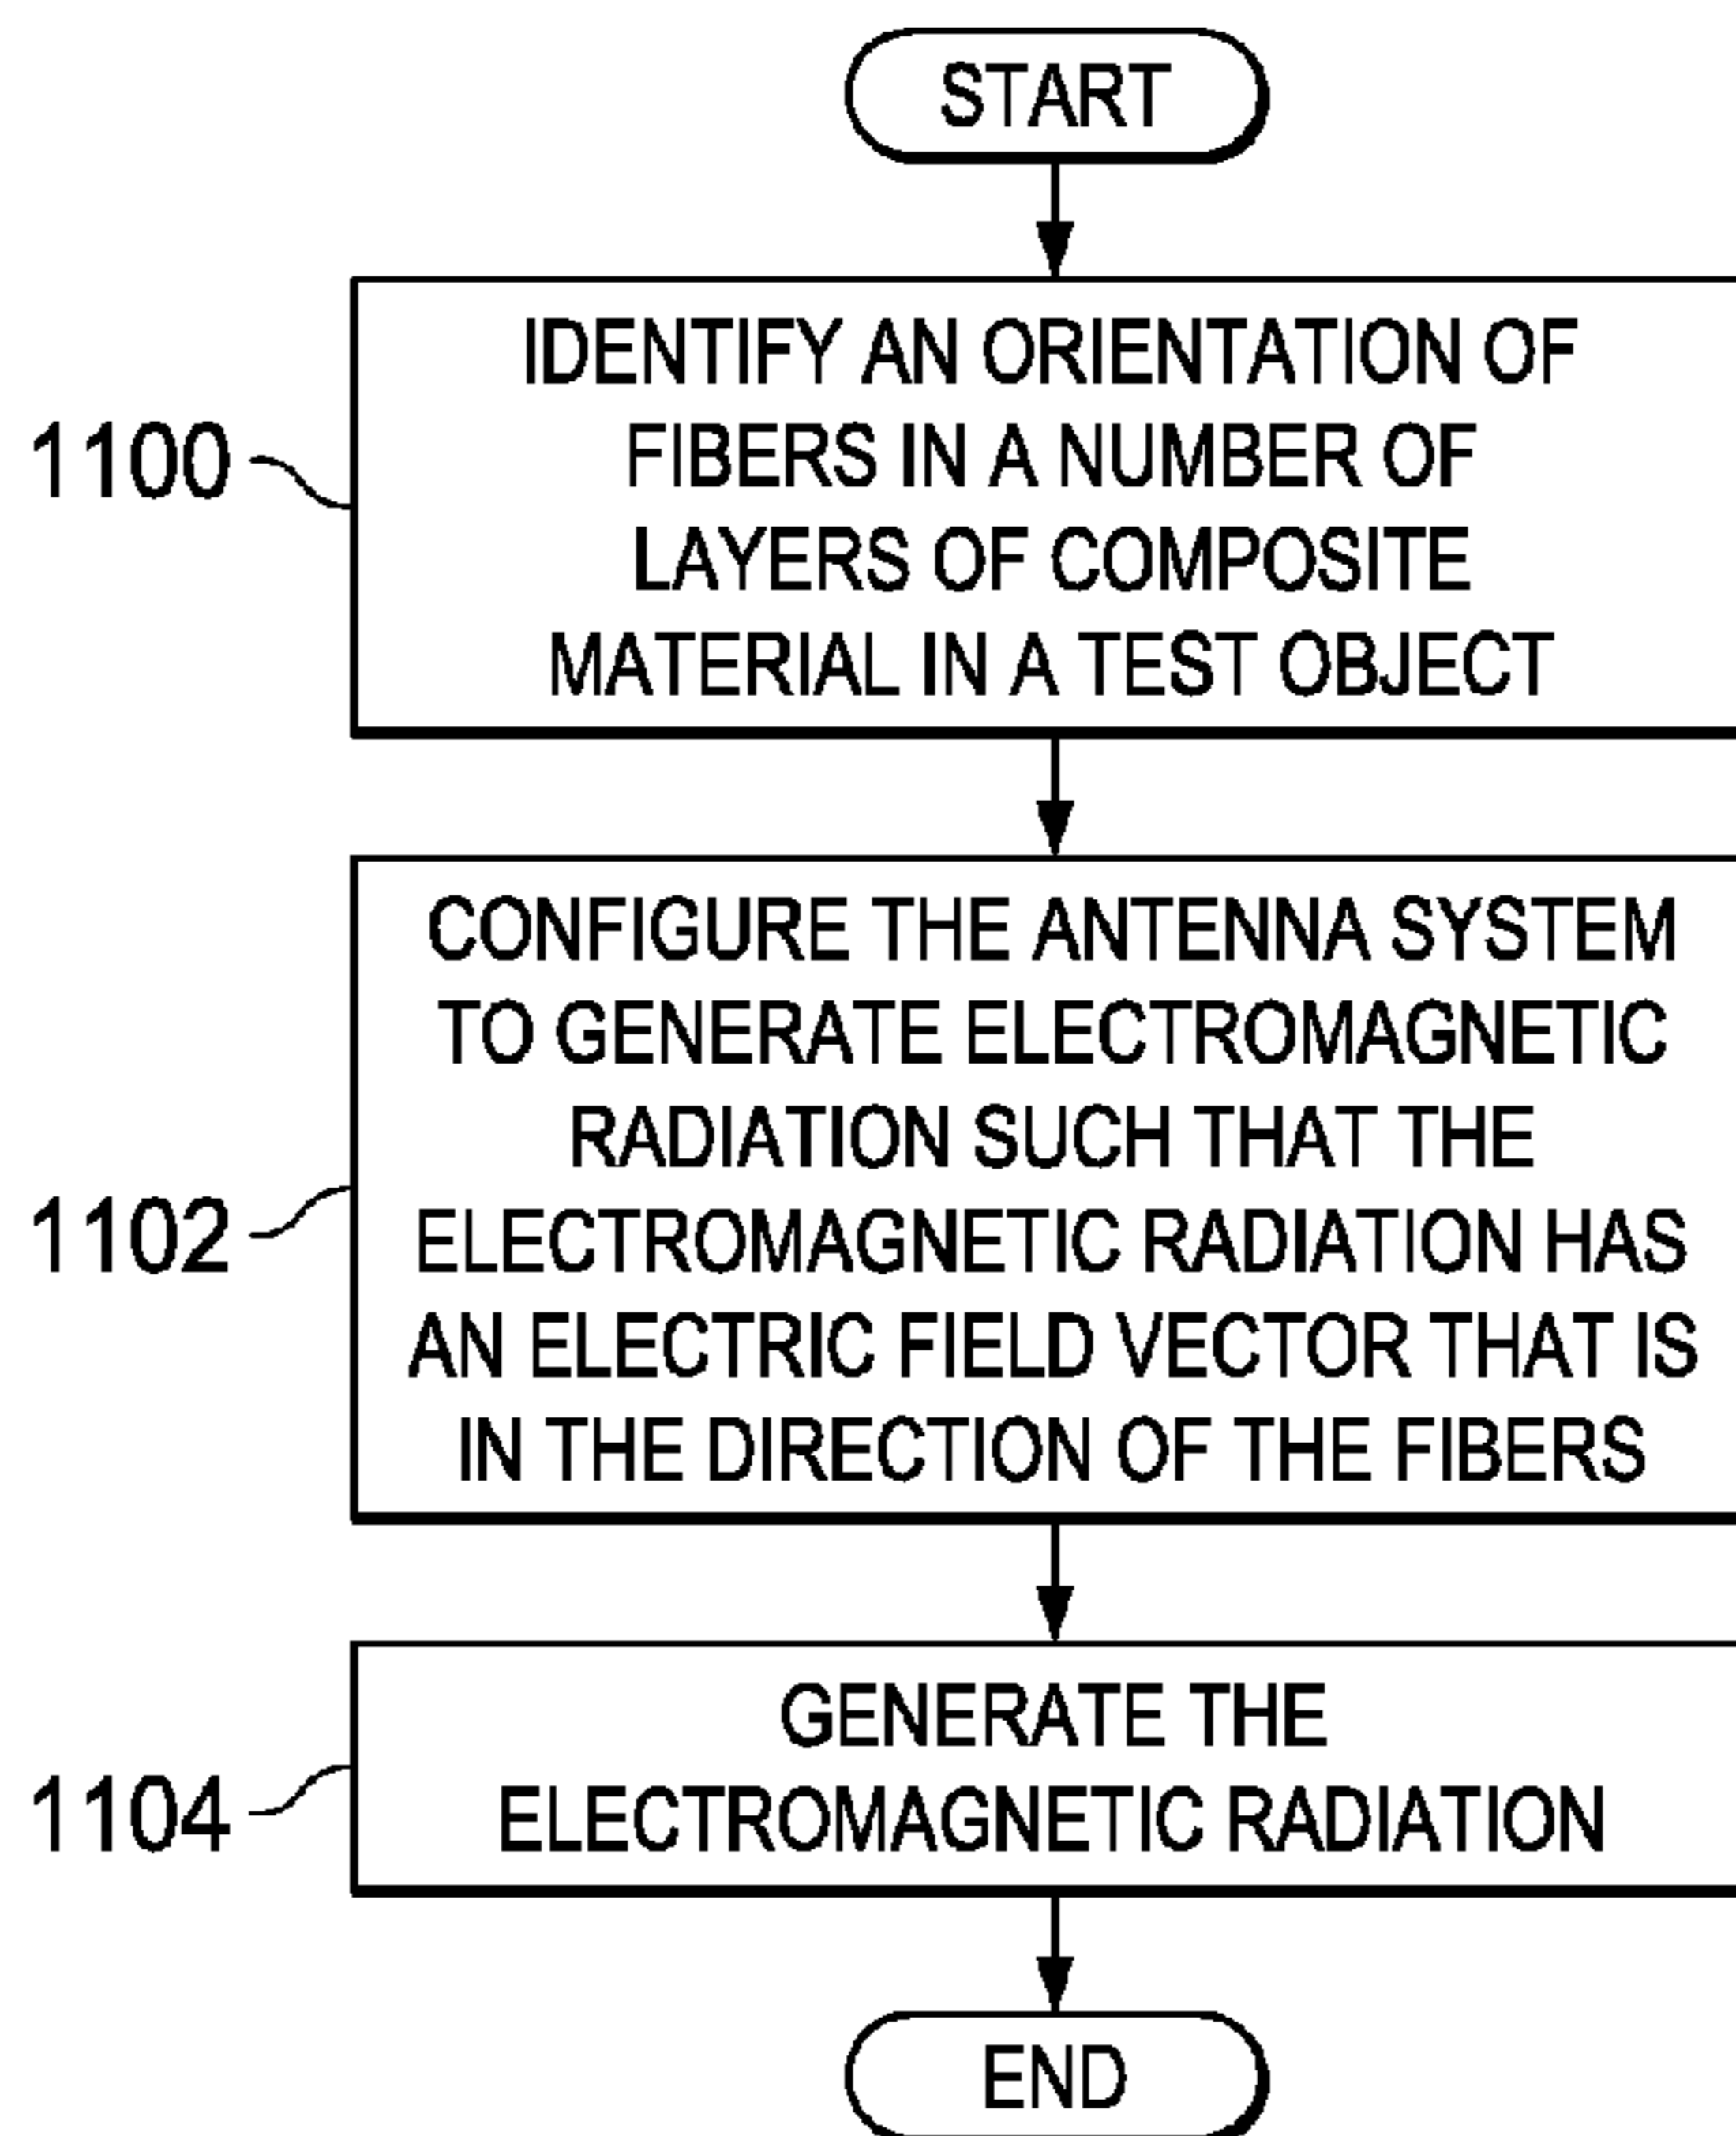 START
1100
IDENTIFY AN ORIENTATION OF
FIBERS IN A NUMBER OF
LAYERS OF COMPOSITE
MATERIAL IN A TEST OBJECT
1102
CONFIGURE THE ANTENNA SYSTEM
TO GENERATE ELECTROMAGNETIC
RADIATION SUCH THAT THE
ELECTROMAGNETIC RADIATION HAS
AN ELECTRIC FIELD VECTOR THAT IS
IN THE DIRECTION OF THE FIBERS
1104
GENERATE THE
ELECTROMAGNETIC RADIATION
END